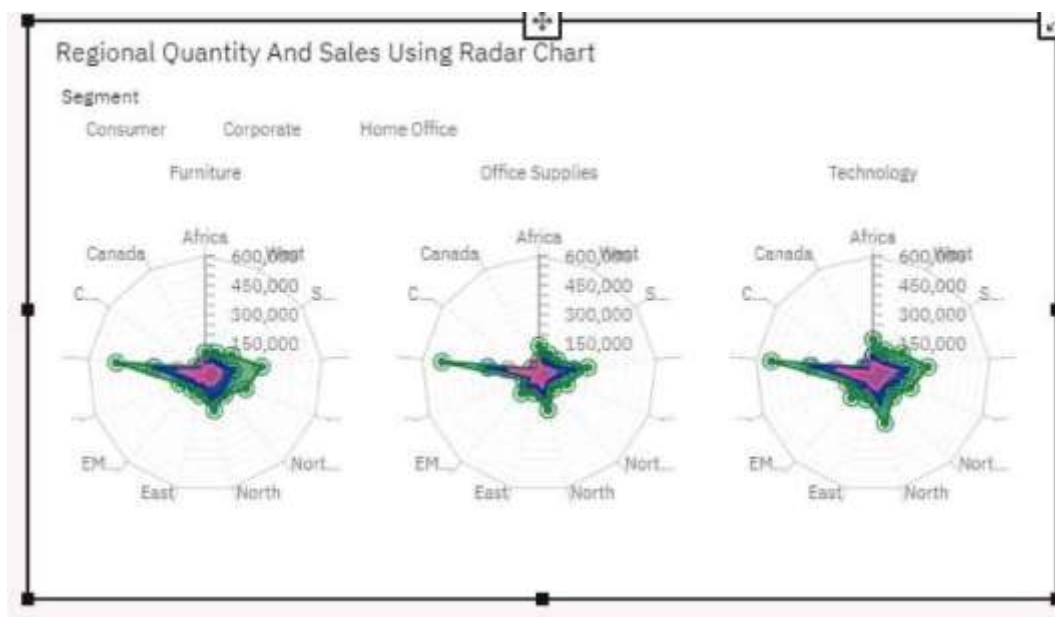 Regional Quantity And Sales Using Radar Chart
Segment
Consumer Corporate Home Office
Furniture Office Supplies Technology
Africa Africa Africa
Canada 600,000 West Canada 600,000 West Canada 600,000 West
C... 450,000 S... C... 450,000 S... C... 450,000 S...
300,000 300,000 300,000
150,000 150,000 150,000
EM... Nort... EM... Nort... EM... Nort...
East North East North East North